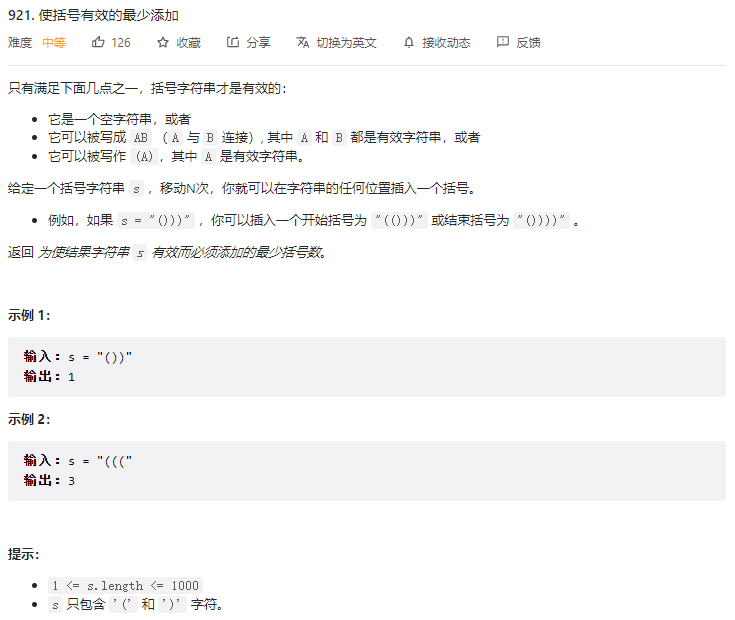 921. 使括号有效的最少添加
难度 中等 126 收藏 分享 切换为英文 接收动态 反馈
只有满足下面几点之一，括号字符串才是有效的：
它是一个空字符串，或者
它可以被写成 AB （A 与 B 连接）, 其中 A 和 B 都是有效字符串，或者
它可以被写作 (A)，其中 A 是有效字符串。
给定一个括号字符串 s ，移动N次，你就可以在字符串的任何位置插入一个括号。
例如，如果 s = "()))" ，你可以插入一个开始括号为 "(()))" 或结束括号为 "())))" 。
返回 为使结果字符串 s 有效而必须添加的最少括号数。
示例 1：
输入：s = "())"
输出：1
示例 2：
输入：s = "((("
输出：3
提示：
1 <= s.length <= 1000
s 只包含 '(' 和 ')' 字符。